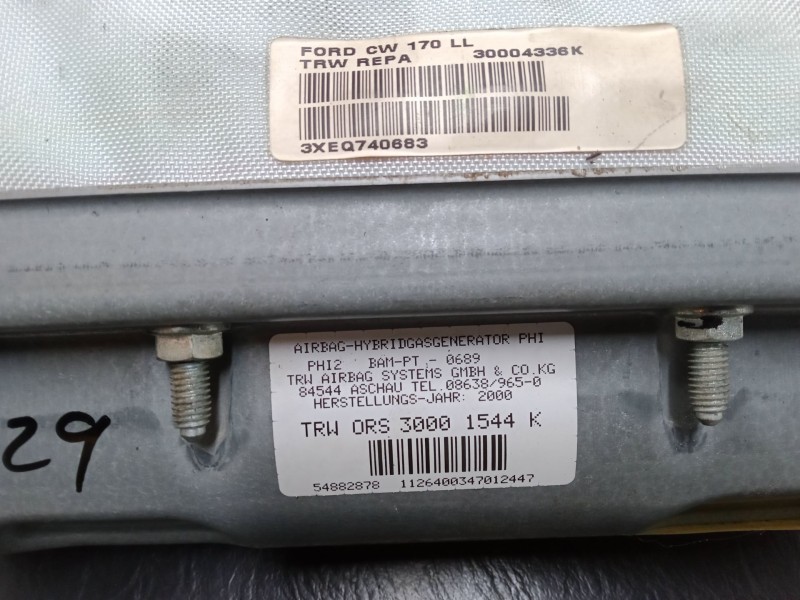 FORD CW 170 LL
TRW REPA 30004336K
3XEQ740683
AIRBAG-HYBRIDGASGENERATOR PHI
PHI2 BAM-PT - 0689
TRW AIRBAG SYSTEMS GMBH & CO.KG
84544 ASCHAU TEL.08638/965-0
HERSTELLUNGS-JAHR: 2000
TRW ORS 3000 1544 K
54882878 1126400347012447
29